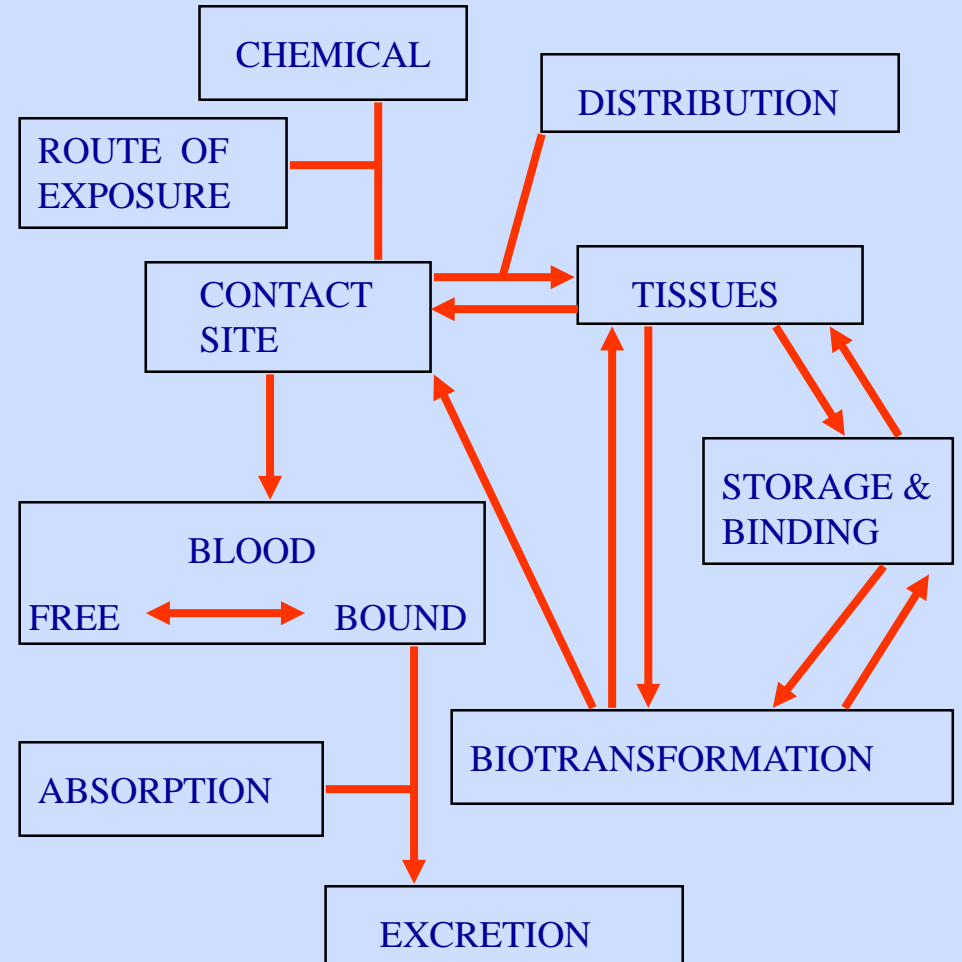 CHEMICAL
DISTRIBUTION
ROUTE OF
EXPOSURE
CONTACT
SITE
TISSUES
STORAGE &
BINDING
BLOOD
FREE BOUND
BIOTRANSFORMATION
ABSORPTION
EXCRETION